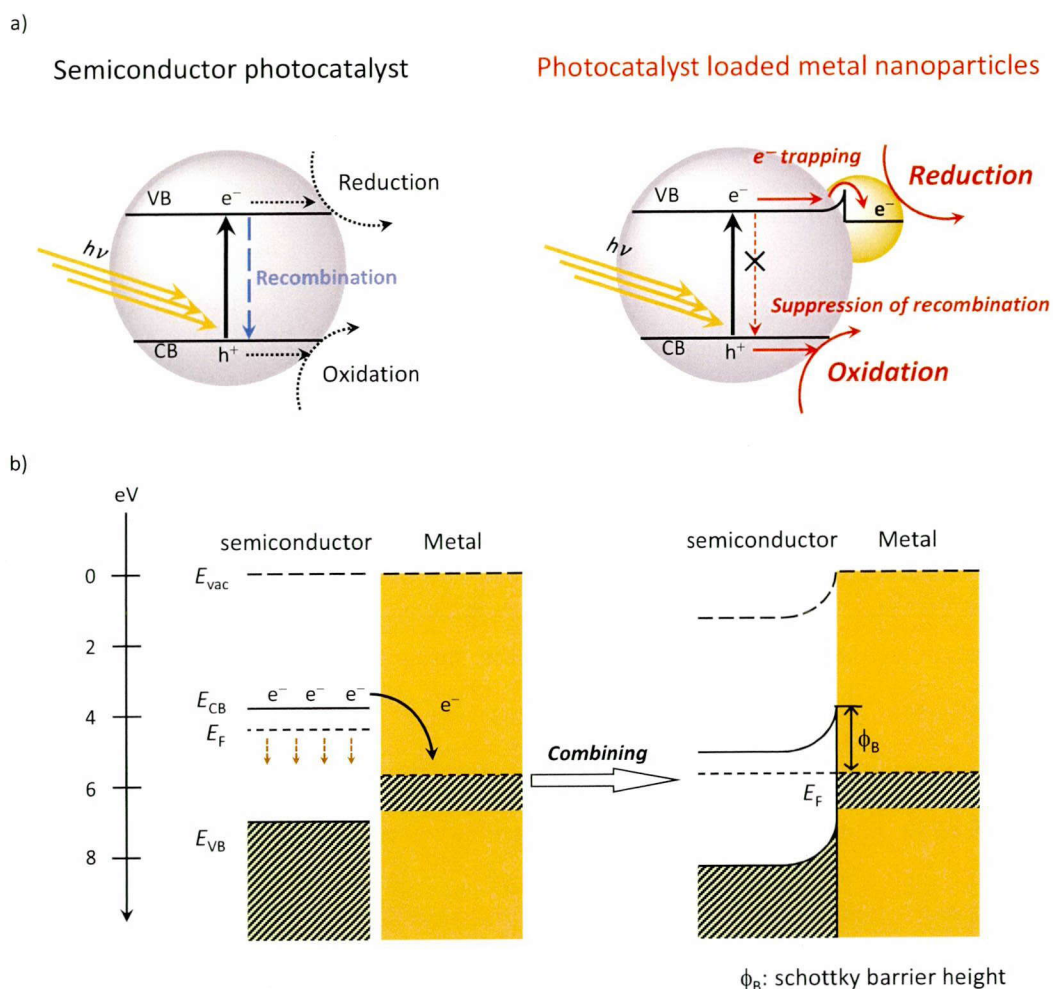 a)
Semiconductor photocatalyst
Photocatalyst loaded metal nanoparticles
VB
e⁻
Reduction
hν
Recombination
CB
h⁺
Oxidation
e⁻ trapping
VB
e⁻
e⁻
Reduction
hν
Suppression of recombination
CB
h⁺
Oxidation
b)
eV
semiconductor
Metal
semiconductor
Metal
0
E_vac
2
E_CB
e⁻ e⁻ e⁻
e⁻
4
E_F
ϕ_B
Combining
6
E_F
E_VB
8
ϕ_B: schottky barrier height